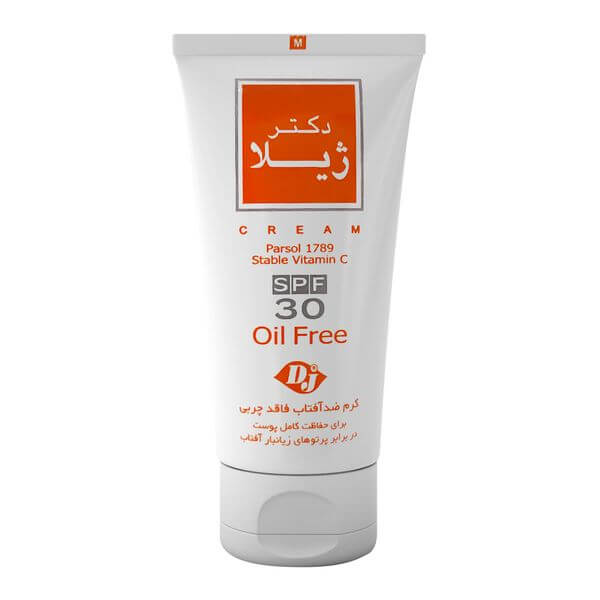 M
دکتر
ژیلا
CREAM
Parsol 1789
Stable Vitamin C
SPF
30
Oil Free
DJ
کرم ضدآفتاب فاقد چربی
برای حفاظت کامل پوست
در برابر پرتوهای زیانبار آفتاب